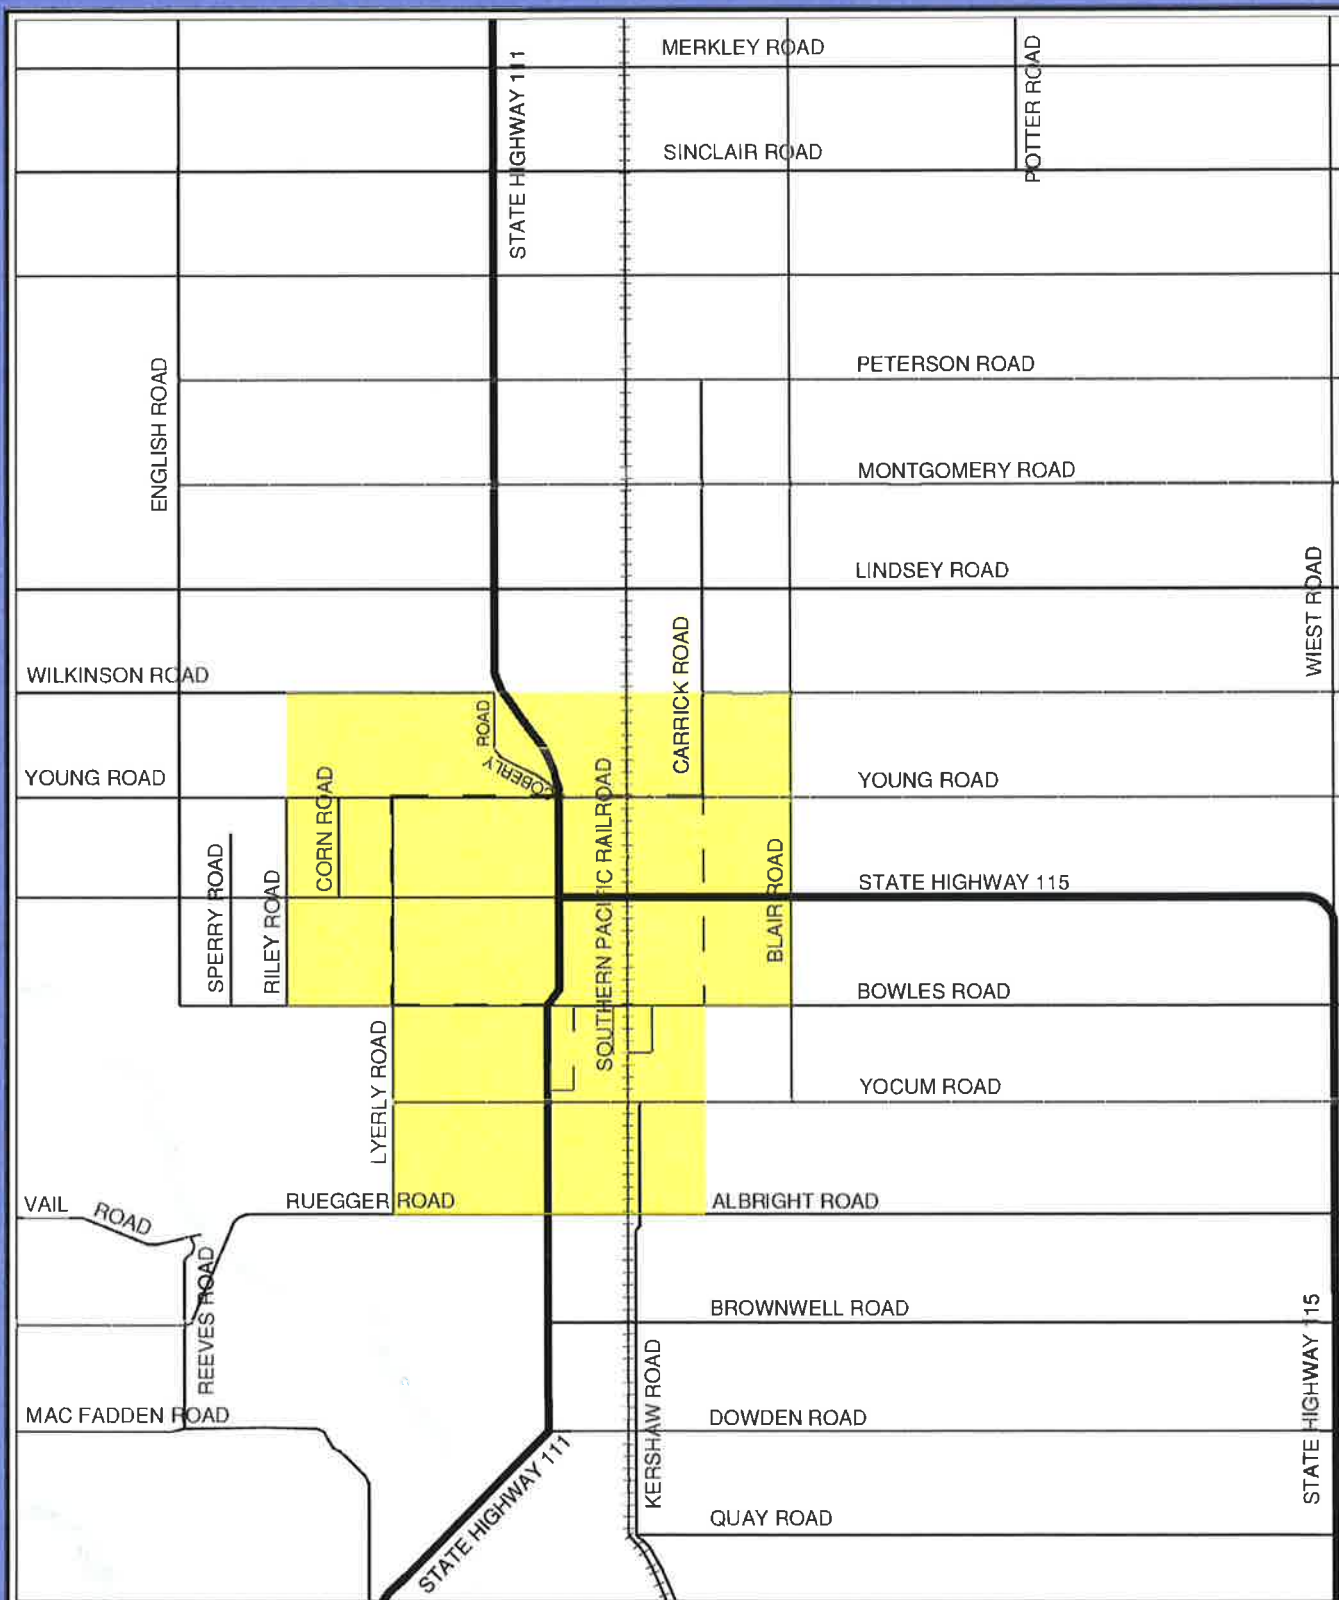 MERKLEY ROAD
POTTER ROAD
STATE HIGHWAY 111
SINCLAIR ROAD
PETERSON ROAD
ENGLISH ROAD
MONTGOMERY ROAD
LINDSEY ROAD
WIEST ROAD
CARRICK ROAD
WILKINSON ROAD
COBERLY ROAD
YOUNG ROAD
CORN ROAD
SOUTHERN PACIFIC RAILROAD
YOUNG ROAD
SPERRY ROAD
RILEY ROAD
BLAIR ROAD
STATE HIGHWAY 115
BOWLES ROAD
LYERLY ROAD
YOCUM ROAD
VAIL ROAD
RUEGGER ROAD
ALBRIGHT ROAD
REEVES ROAD
BROWNWELL ROAD
STATE HIGHWAY 115
KERSHAW ROAD
MAC FADDEN ROAD
DOWDEN ROAD
STATE HIGHWAY 111
QUAY ROAD